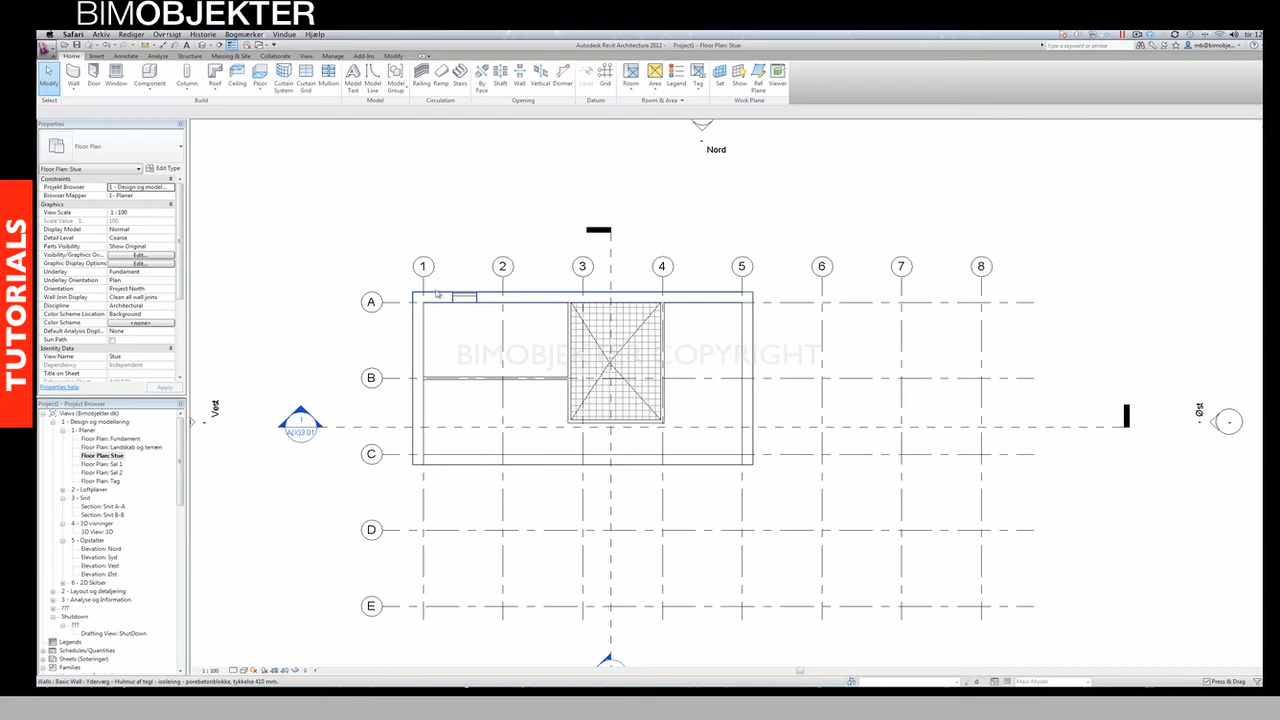 BIMOBJEKTER
TUTORIALS
Safari Arkiv Rediger Oversigt Historie Bogmærker Vindue Hjælp
tir 12
Autodesk Revit Architecture 2012 - Project1 - Floor Plan: Stue
Type a keyword or phrase
mb@bimobje...
Home Insert Annotate Analyze Structure Massing & Site Collaborate View Manage Add-Ins Modify
Modify Wall Door Window Component Column Roof Ceiling Floor Curtain System Curtain Grid Mullion Model Text Model Line Model Group Railing Ramp Stairs By Face Shaft Wall Vertical Dormer Level Grid Room Area Legend Tag Set Show Ref Plane Viewer
Select Build Model Circulation Opening Datum Room & Area Work Plane
Properties
Floor Plan
Floor Plan: Stue Edit Type
Constraints
Projekt Browser 1 - Design og model...
Browser Mapper 1- Planer
Graphics
View Scale 1 : 100
Scale Value 1: 100
Display Model Normal
Detail Level Coarse
Parts Visibility Show Original
Visibility/Graphics Ov... Edit...
Graphic Display Options Edit...
Underlay Fundament
Underlay Orientation Plan
Orientation Project North
Wall Join Display Clean all wall joins
Discipline Architectural
Color Scheme Location Background
Color Scheme <none>
Default Analysis Displ... None
Sun Path
Identity Data
View Name Stue
Dependency Independent
Title on Sheet
Properties help Apply
Project1 - Project Browser
Views (Bimobjekter.dk)
1 - Design og modellering
1- Planer
Floor Plan: Fundament
Floor Plan: Landskab og terræn
Floor Plan: Stue
Floor Plan: Sal 1
Floor Plan: Sal 2
Floor Plan: Tag
2 - Loftplaner
3 - Snit
Section: Snit A-A
Section: Snit B-B
4 - 3D visninger
3D View: 3D
5 - Opstalter
Elevation: Nord
Elevation: Syd
Elevation: Vest
Elevation: Øst
6 - 2D Skitser
2 - Layout og detaljering
3 - Analyse og Information
???
Shutdown
???
Drafting View: ShutDown
Legends
Schedules/Quantities
Sheets (Soteringer)
Families
Nord
1 2 3 4 5 6 7 8
A
B
C
D
E
Vest
1
A(X)3.01
Øst
BIMOBJEKTER COPYRIGHT
1 : 100
Walls : Basic Wall : Ydervæg - Hulmur af tegl - isolering - porebetonblokke, tykkelse 410 mm.
Main Model
Press & Drag